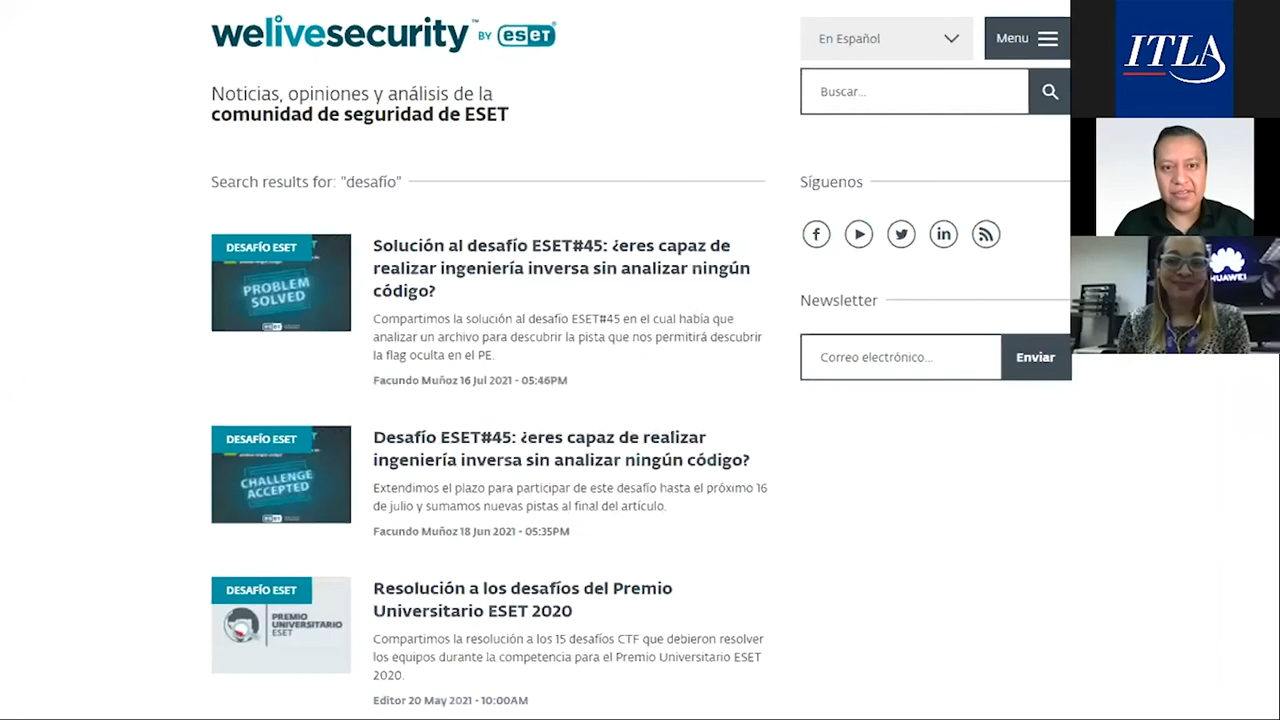 welivesecurity™ BY eset
En Español
Menu
ITLA
Buscar...
Noticias, opiniones y análisis de la
comunidad de seguridad de ESET
Search results for: "desafío"
Síguenos
DESAFÍO ESET
PROBLEM
SOLVED
eset
Solución al desafío ESET#45: ¿eres capaz de
realizar ingeniería inversa sin analizar ningún
código?
Compartimos la solución al desafío ESET#45 en el cual había que
analizar un archivo para descubrir la pista que nos permitirá descubrir
la flag oculta en el PE.
Facundo Muñoz 16 Jul 2021 - 05:46PM
f
in
HUAWEI
Newsletter
Correo electrónico...
Enviar
DESAFÍO ESET
CHALLENGE
ACCEPTED
eset
Desafío ESET#45: ¿eres capaz de realizar
ingeniería inversa sin analizar ningún código?
Extendimos el plazo para participar de este desafío hasta el próximo 16
de julio y sumamos nuevas pistas al final del artículo.
Facundo Muñoz 18 Jun 2021 - 05:35PM
DESAFÍO ESET
PREMIO
UNIVERSITARIO
ESET
Resolución a los desafíos del Premio
Universitario ESET 2020
Compartimos la resolución a los 15 desafíos CTF que debieron resolver
los equipos durante la competencia para el Premio Universitario ESET
2020.
Editor 20 May 2021 - 10:00AM